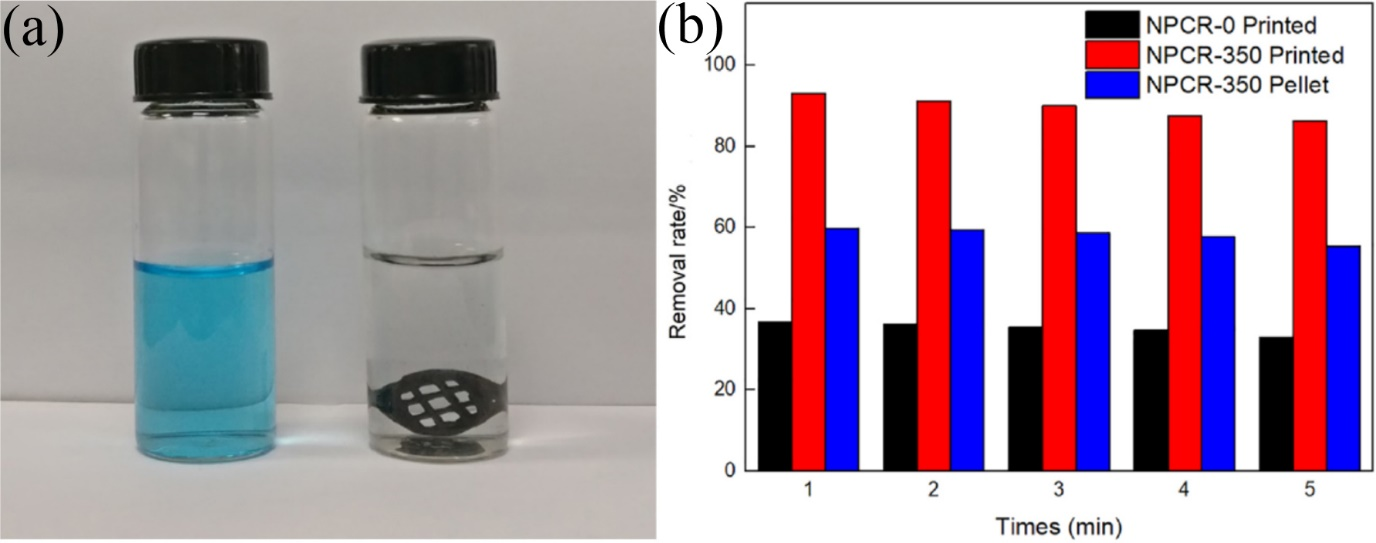 (a)
(b)
NPCR-0 Printed
NPCR-350 Printed
NPCR-350 Pellet
100
80
60
40
20
0
Removal rate/%
1 2 3 4 5
Times (min)